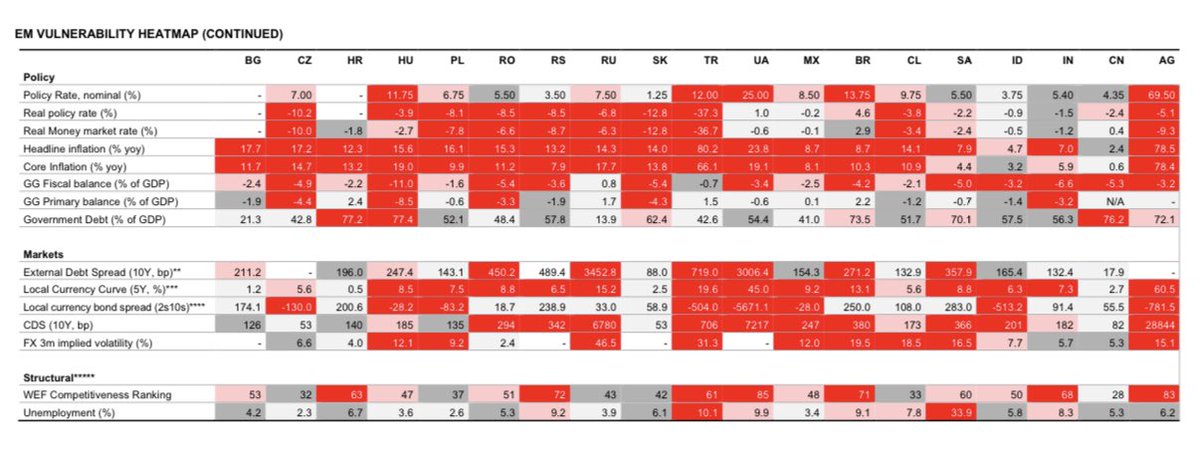 EM VULNERABILITY HEATMAP (CONTINUED)
BG CZ HR HU PL RO RS RU SK TR UA MX BR CL SA ID IN CN AG
Policy
Policy Rate, nominal (%) - 7.00 - 11.75 6.75 5.50 3.50 7.50 1.25 12.00 25.00 8.50 13.75 9.75 5.50 3.75 5.40 4.35 69.50
Real policy rate (%) - -10.2 - -3.9 -8.1 -8.5 -8.5 -6.8 -12.8 -37.3 1.0 -0.2 4.6 -3.8 -2.2 -0.9 -1.5 -2.4 -5.1
Real Money market rate (%) - -10.0 -1.8 -2.7 -7.8 -6.6 -8.7 -6.3 -12.8 -36.7 -0.6 -0.1 2.9 -3.4 -2.4 -0.5 -1.2 0.4 -9.3
Headline inflation (% yoy) 17.7 17.2 12.3 15.6 16.1 15.3 13.2 14.3 14.0 80.2 23.8 8.7 8.7 14.1 7.9 4.7 7.0 2.4 78.5
Core Inflation (% yoy) 11.7 14.7 13.2 19.0 9.9 11.2 7.9 17.7 13.8 66.1 19.1 8.1 10.3 10.9 4.4 3.2 5.9 0.6 78.4
GG Fiscal balance (% of GDP) -2.4 -4.9 -2.2 -11.0 -1.6 -5.4 -3.6 0.8 -5.4 -0.7 -3.4 -2.5 -4.2 -2.1 -5.0 -3.2 -6.6 -5.3 -3.2
GG Primary balance (% of GDP) -1.9 -4.4 2.4 -8.5 -0.6 -3.3 -1.9 1.7 -4.3 1.5 -0.6 0.1 2.2 -1.2 -0.7 -1.4 -3.2 N/A -
Government Debt (% of GDP) 21.3 42.8 77.2 77.4 52.1 48.4 57.8 13.9 62.4 42.6 54.4 41.0 73.5 51.7 70.1 57.5 56.3 76.2 72.1
Markets
External Debt Spread (10Y, bp)** 211.2 - 196.0 247.4 143.1 450.2 489.4 3452.8 88.0 719.0 3006.4 154.3 271.2 132.9 357.9 165.4 132.4 17.9 -
Local Currency Curve (5Y, %)*** 1.2 5.6 0.5 8.5 7.5 8.8 6.5 15.2 2.5 19.6 45.0 9.2 13.1 5.6 8.8 6.3 7.3 2.7 60.5
Local currency bond spread (2s10s)**** 174.1 -130.0 200.6 -28.2 -83.2 18.7 238.9 33.0 58.9 -504.0 -5671.1 -28.0 250.0 108.0 283.0 -513.2 91.4 55.5 -781.5
CDS (10Y, bp) 126 53 140 185 135 294 342 6780 53 706 7217 247 380 173 366 201 182 82 28844
FX 3m implied volatility (%) - 6.6 4.0 12.1 9.2 2.4 - 46.5 - 31.3 - 12.0 19.5 18.5 16.5 7.7 5.7 5.3 15.1
Structural*****
WEF Competitiveness Ranking 53 32 63 47 37 51 72 43 42 61 85 48 71 33 60 50 68 28 83
Unemployment (%) 4.2 2.3 6.7 3.6 2.6 5.3 9.2 3.9 6.1 10.1 9.9 3.4 9.1 7.8 33.9 5.8 8.3 5.3 6.2